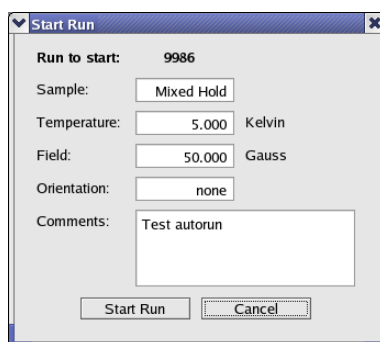 Start Run
Run to start: 9986
Sample: Mixed Hold
Temperature: 5.000 Kelvin
Field: 50.000 Gauss
Orientation: none
Comments: Test autorun
Start Run Cancel